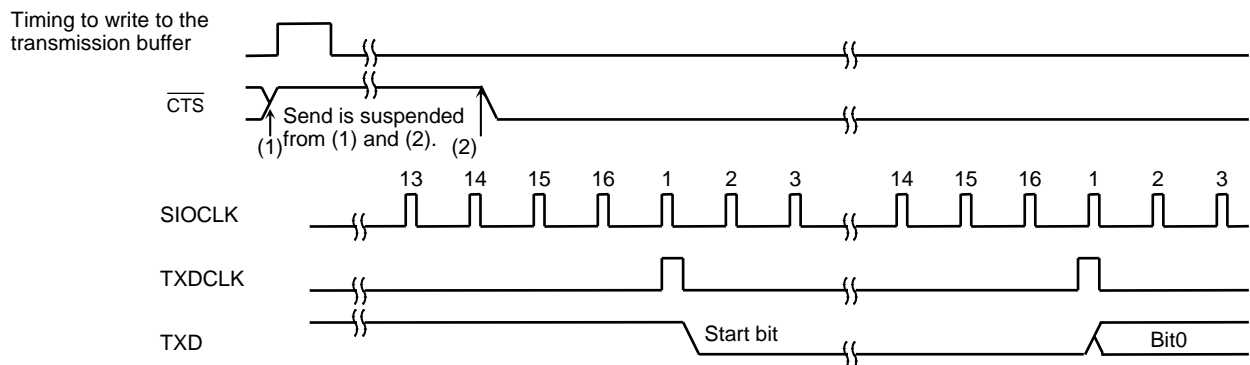 Timing to write to the
transmission buffer
CTS
Send is suspended
(1) from (1) and (2). (2)
13 14 15 16 1 2 3 14 15 16 1 2 3
SIOCLK
TXDCLK
TXD
Start bit
Bit0